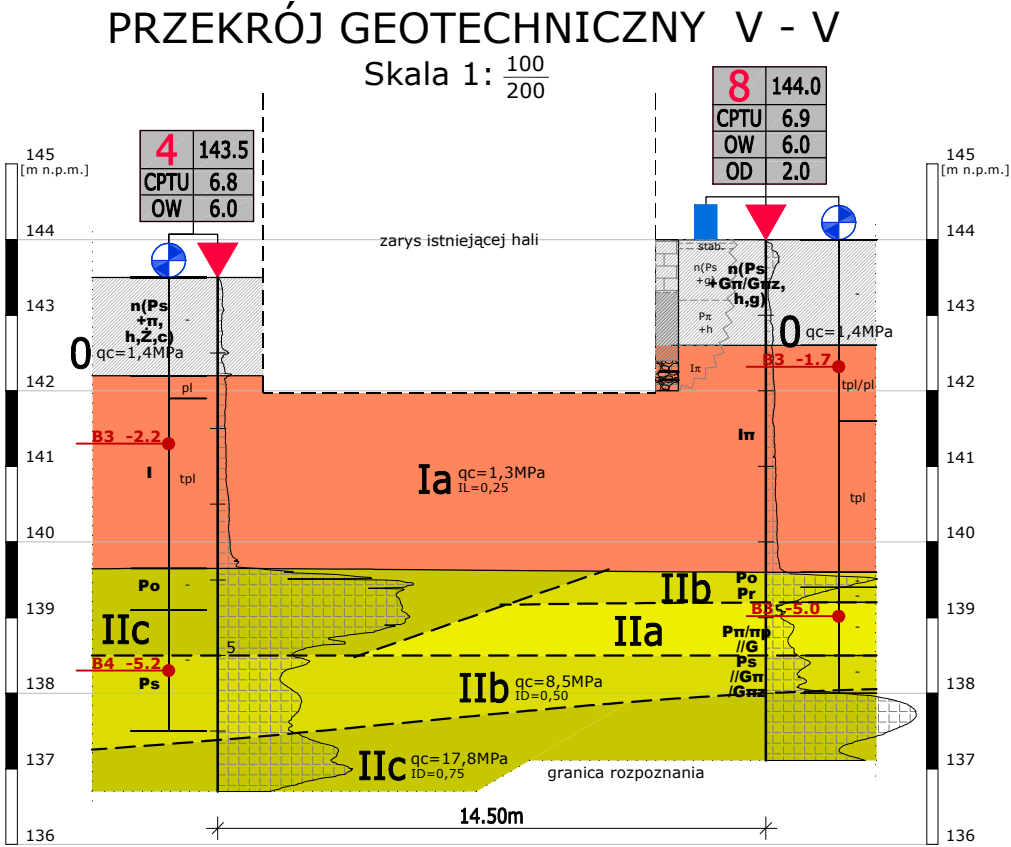 PRZEKRÓJ GEOTECHNICZNY V - V
Skala 1: 100
200
8 144.0
CPTU 6.9
OW 6.0
OD 2.0
4 143.5
CPTU 6.8
OW 6.0
145
[m n.p.m.]
145
[m n.p.m.]
144
144
zarys istniejącej hali
stab.
n(Ps
+g)
n(Ps
+Gπ/Gπz,
h,g)
-
n(Ps
+π,
h,Ż,c)
-
143
143
Pπ
+h
0 qc=1,4MPa
0 qc=1,4MPa
B3 -1.7
Iπ
142
142
pl
tpl/pl
B3 -2.2
Iπ
141
141
I
tpl
Ia qc=1,3MPa
IL=0,25
tpl
140
140
Po
-
IIb
Po
Pr
-
139
139
B3 -5.0
IIc
IIa
Pπ/πp
//G
Ps
//Gπ
/Gπz
-
-
5
B4 -5.2
-
Ps
138
138
IIb qc=8,5MPa
ID=0,50
137
137
IIc qc=17,8MPa
ID=0,75
granica rozpoznania
14.50m
136
136